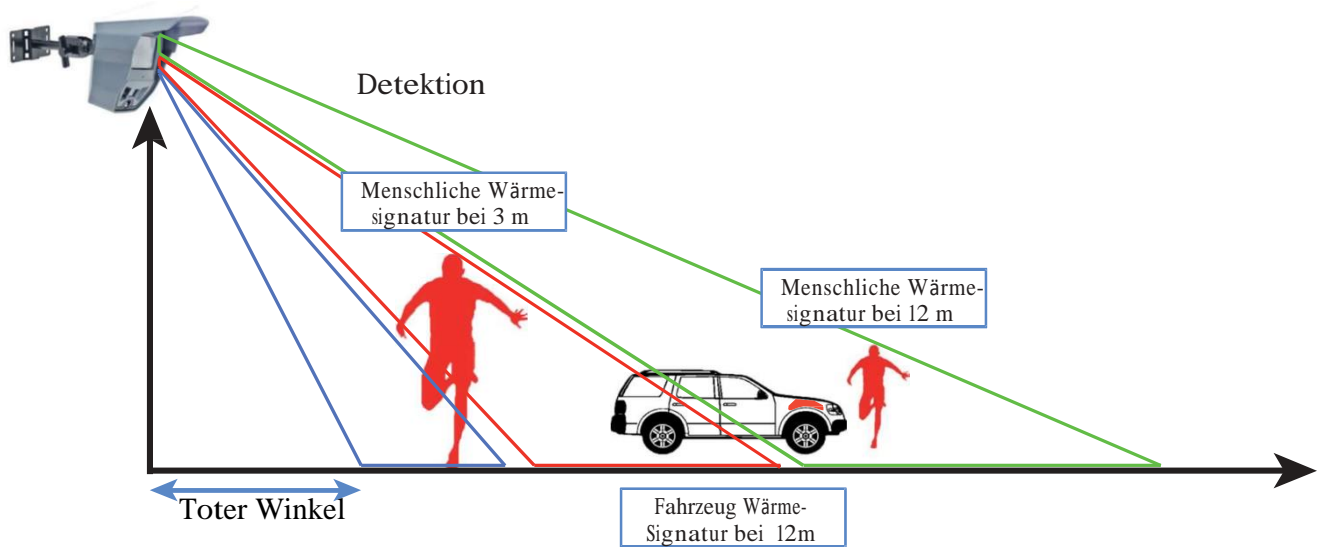 Detektion
Menschliche Wärme-
signatur bei 3 m
Menschliche Wärme-
signatur bei 12 m
Toter Winkel
Fahrzeug Wärme-
Signatur bei 12m